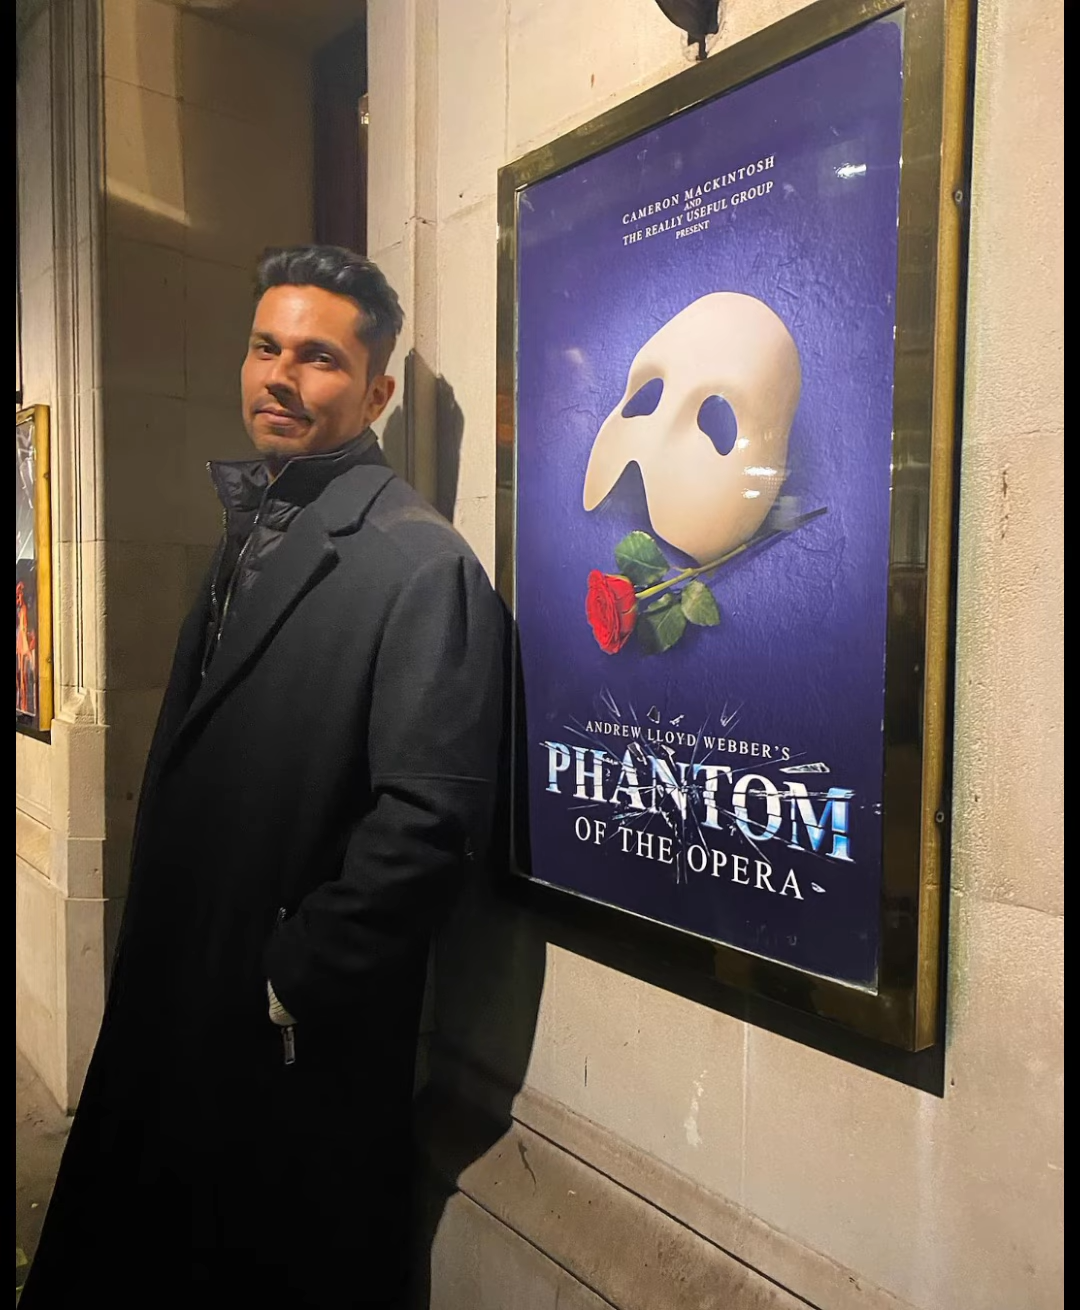 CAMERON MACKINTOSH
AND
THE REALLY USEFUL GROUP
PRESENT
ANDREW LLOYD WEBBER'S
PHANTOM
OF THE OPERA